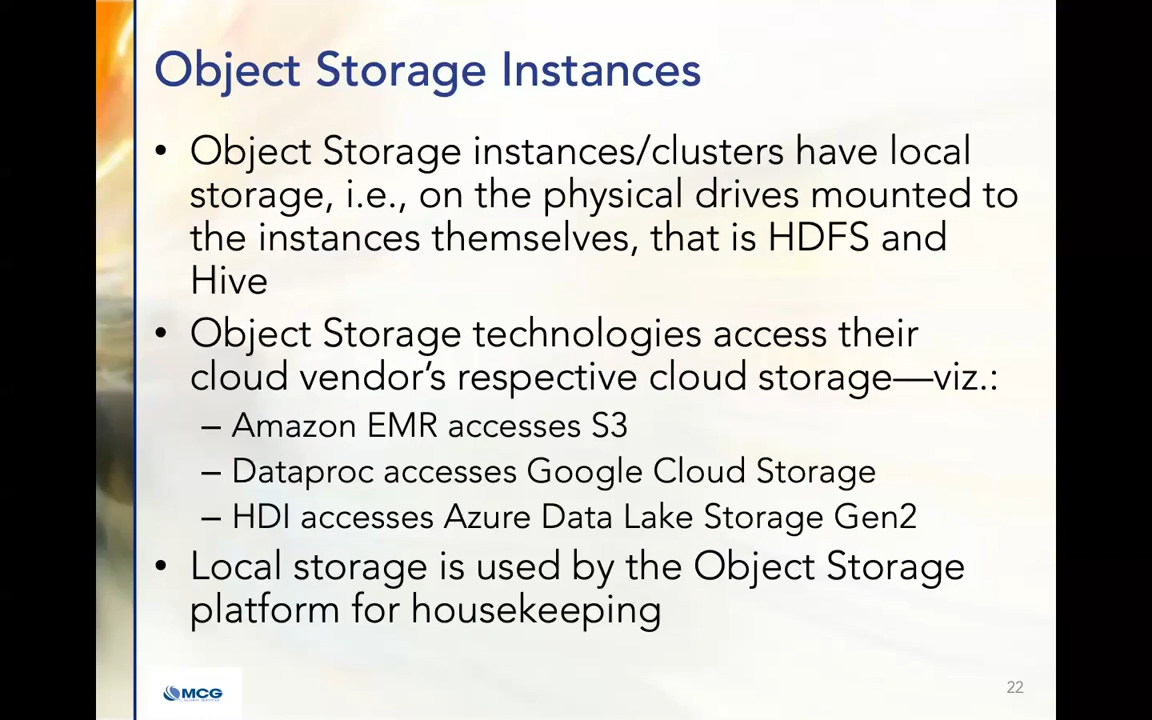 Object Storage Instances
• Object Storage instances/clusters have local
storage, i.e., on the physical drives mounted to
the instances themselves, that is HDFS and
Hive
• Object Storage technologies access their
cloud vendor’s respective cloud storage—viz.:
– Amazon EMR accesses S3
– Dataproc accesses Google Cloud Storage
– HDI accesses Azure Data Lake Storage Gen2
• Local storage is used by the Object Storage
platform for housekeeping
MCG
22